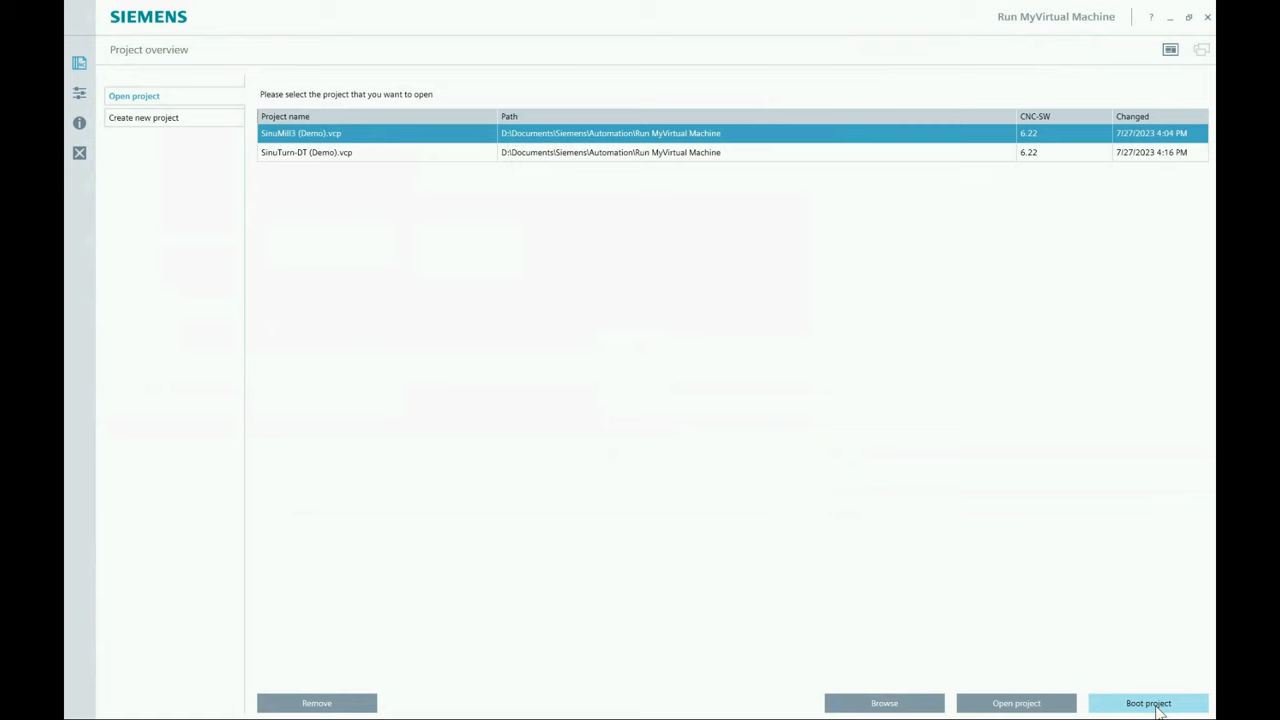 SIEMENS
Run MyVirtual Machine
?
Project overview
Open project
Create new project
Please select the project that you want to open
Project name Path CNC-SW Changed
SinuMill3 (Demo).vcp D:\Documents\Siemens\Automation\Run MyVirtual Machine 6.22 7/27/2023 4:04 PM
SinuTurn-DT (Demo).vcp D:\Documents\Siemens\Automation\Run MyVirtual Machine 6.22 7/27/2023 4:16 PM
Remove Browse Open project Boot project